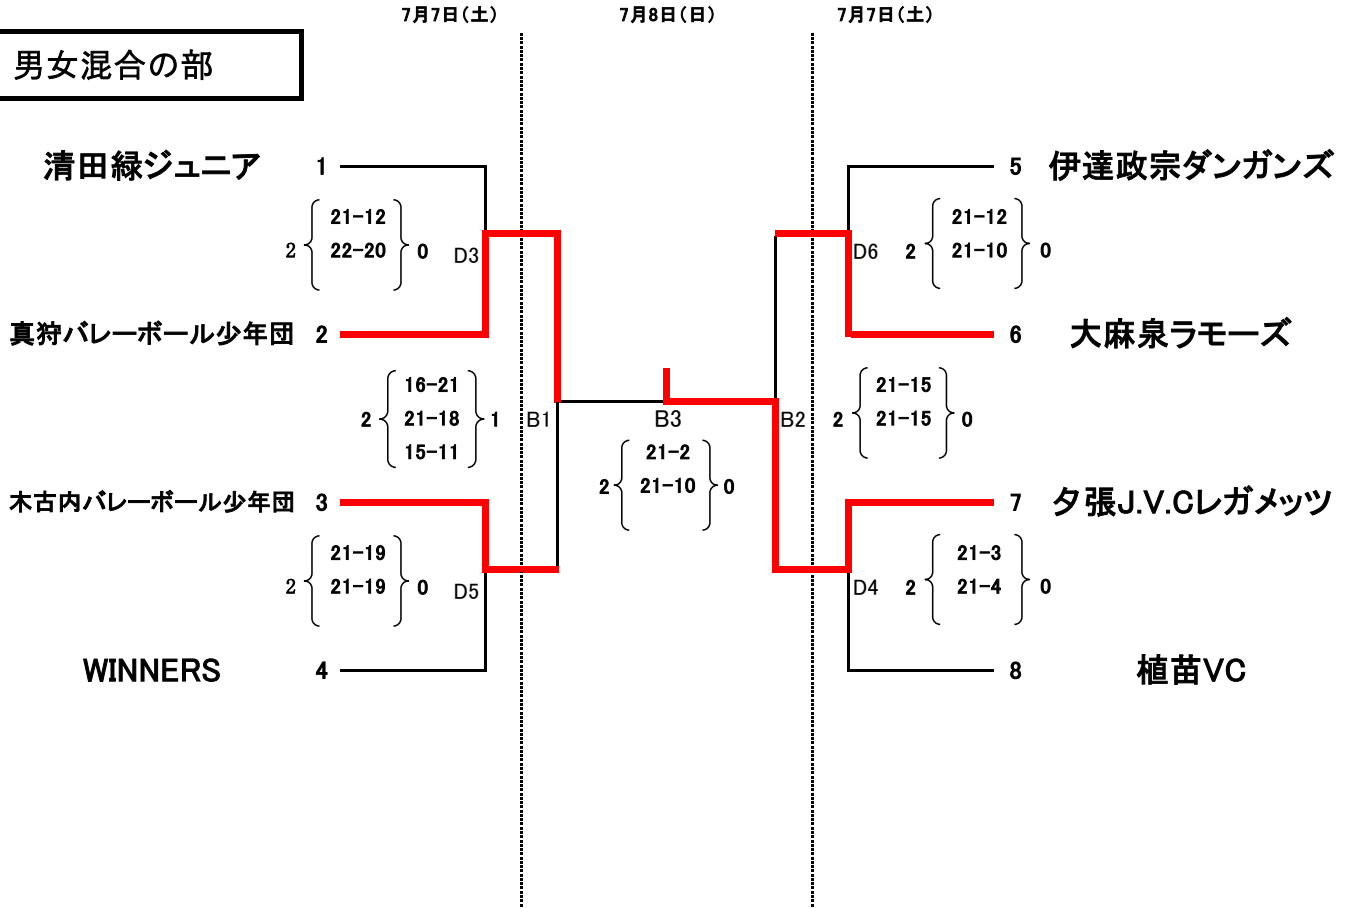 7月7日(土) 7月8日(日) 7月7日(土)
男女混合の部
清田緑ジュニア 1 5 伊達政宗ダンガンズ
21-12 21-12
2 22-20 0 D3 D6 2 21-10 0
真狩バレーボール少年団 2 6 大麻泉ラモーズ
16-21 21-15
2 21-18 1 B1 B3 B2 2 21-15 0
15-11
21-2
2 21-10 0
木古内バレーボール少年団 3 7 夕張J.V.Cレガメッツ
21-19 21-3
2 21-19 0 D5 D4 2 21-4 0
WINNERS 4 8 植苗VC